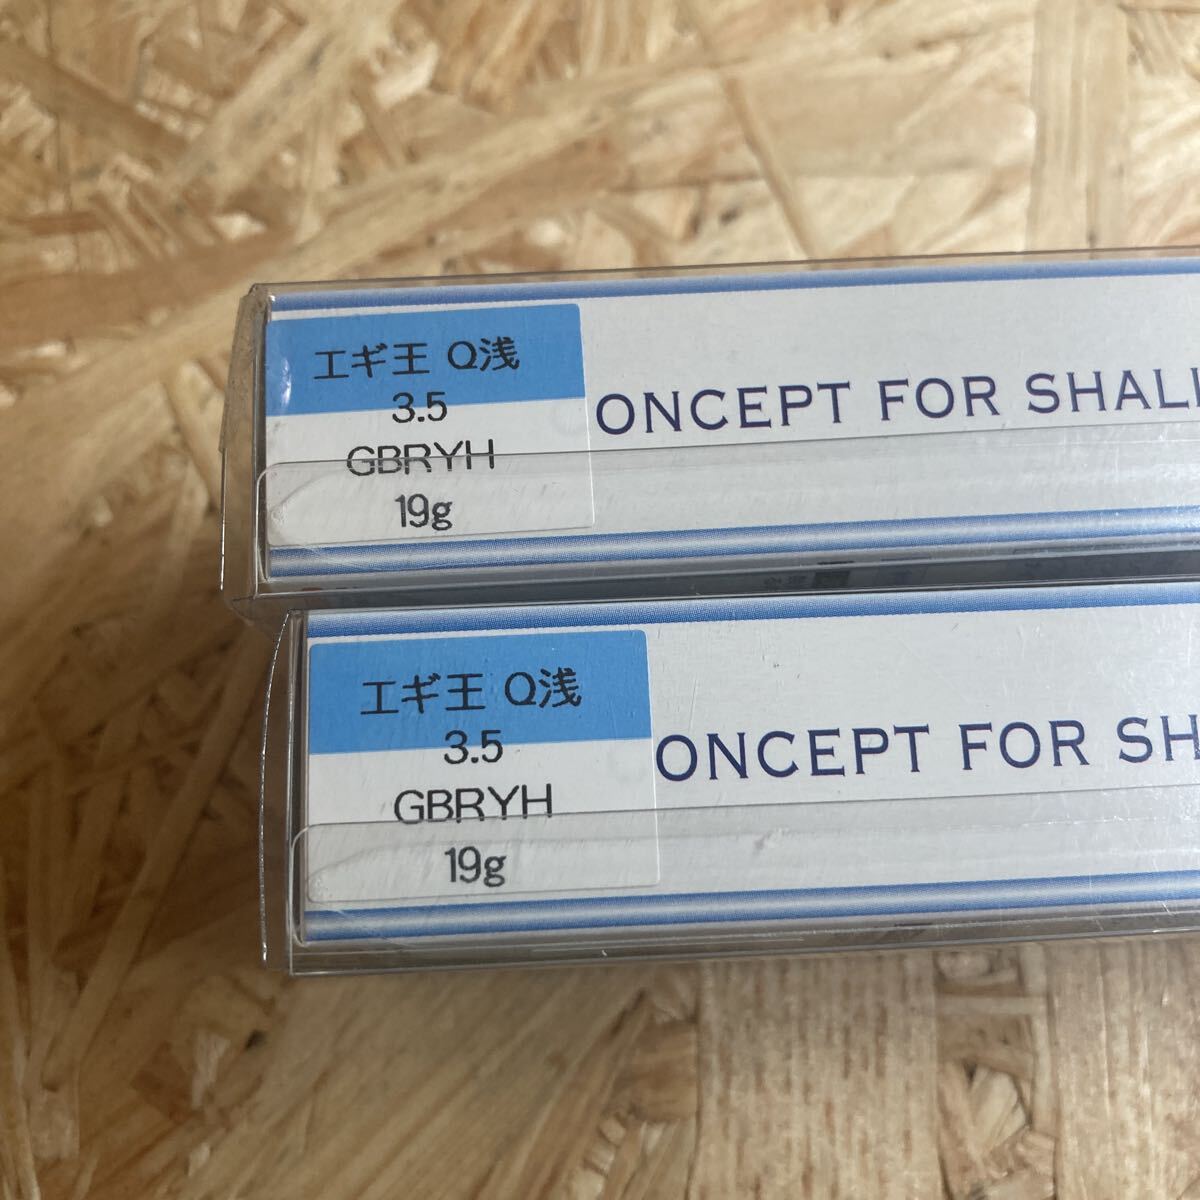 エギ王 Q浅
3.5
GBRYH
19g
ONCEPT FOR SHALL
エギ王 Q浅
3.5
GBRYH
19g
ONCEPT FOR SH